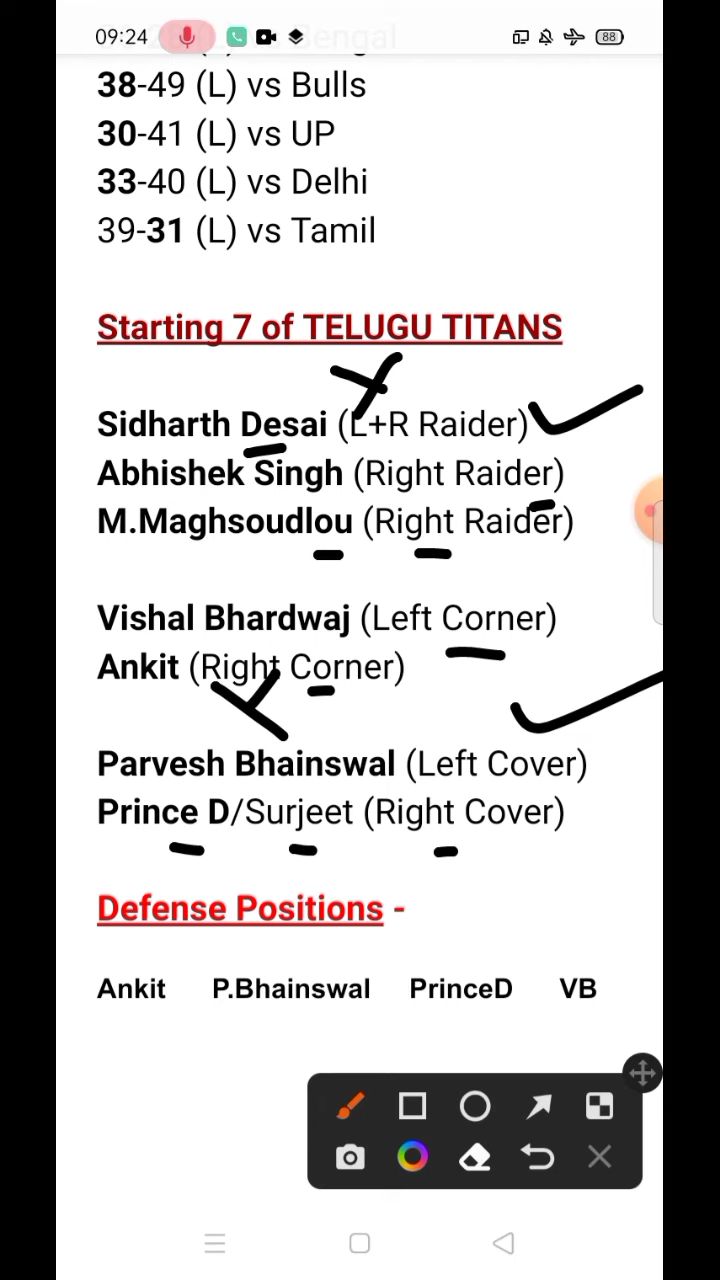 09:24
88
Bengal
38-49 (L) vs Bulls
30-41 (L) vs UP
33-40 (L) vs Delhi
39-31 (L) vs Tamil
Starting 7 of TELUGU TITANS
Sidharth Desai (L+R Raider)
Abhishek Singh (Right Raider)
M.Maghsoudlou (Right Raider)
Vishal Bhardwaj (Left Corner)
Ankit (Right Corner)
Parvesh Bhainswal (Left Cover)
Prince D/Surjeet (Right Cover)
Defense Positions -
Ankit P.Bhainswal PrinceD VB